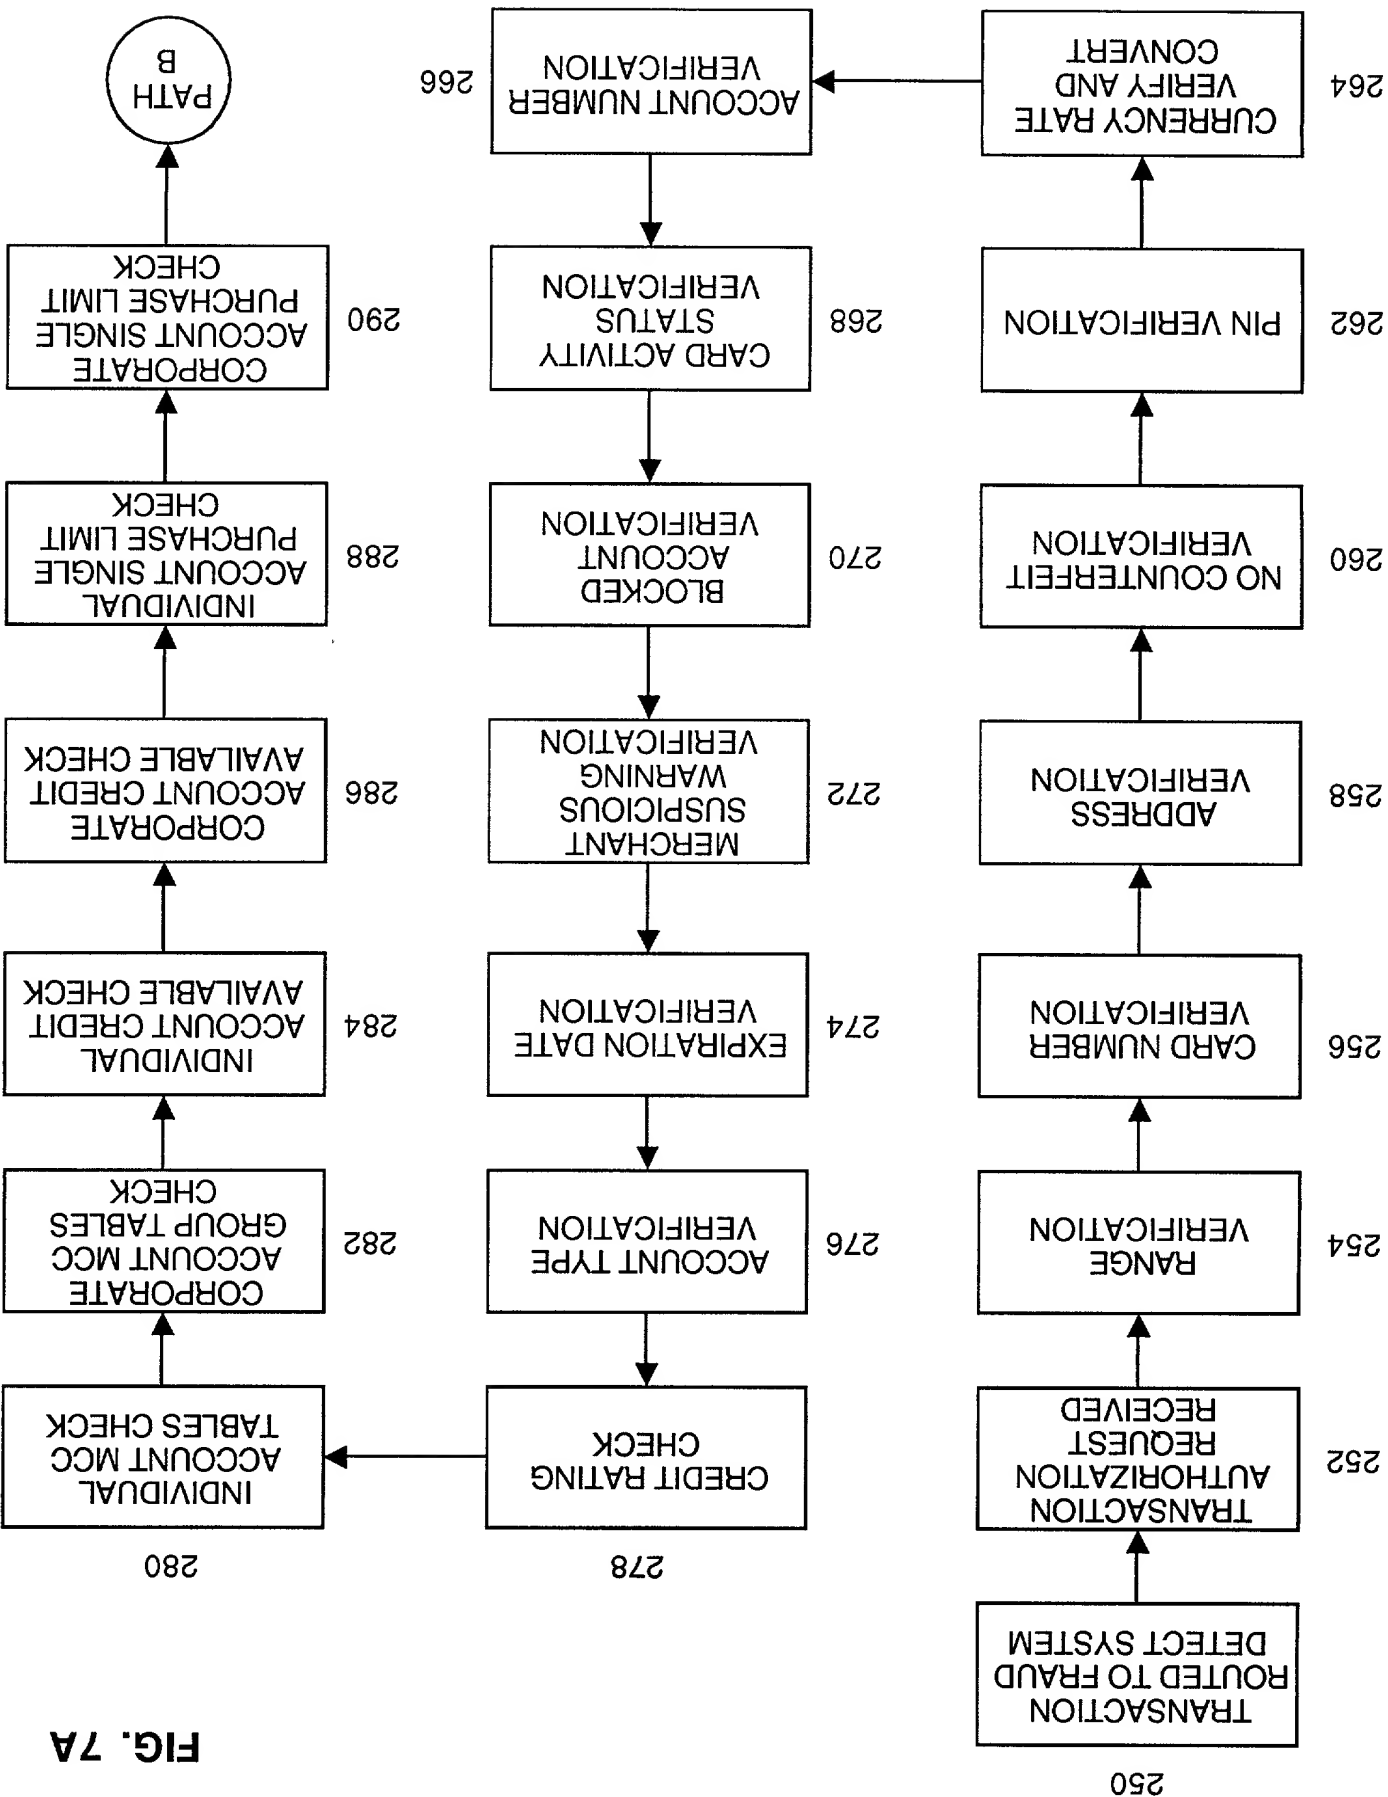 FIG. 7A
250
TRANSACTION
ROUTED TO FRAUD
DETECT SYSTEM
252
TRANSACTION
AUTHORIZATION
REQUEST
RECEIVED
254
RANGE
VERIFICATION
256
CARD NUMBER
VERIFICATION
258
ADDRESS
VERIFICATION
260
NO COUNTERFEIT
VERIFICATION
262
PIN VERIFICATION
264
CURRENCY RATE
VERIFY AND
CONVERT
266
ACCOUNT NUMBER
VERIFICATION
268
CARD ACTIVITY
STATUS
VERIFICATION
270
BLOCKED
ACCOUNT
VERIFICATION
272
MERCHANT
SUSPICIOUS
WARNING
VERIFICATION
274
EXPIRATION DATE
VERIFICATION
276
ACCOUNT TYPE
VERIFICATION
278
CREDIT RATING
CHECK
280
INDIVIDUAL
ACCOUNT MCC
TABLES CHECK
282
CORPORATE
ACCOUNT MCC
GROUP TABLES
CHECK
284
INDIVIDUAL
ACCOUNT CREDIT
AVAILABLE CHECK
286
CORPORATE
ACCOUNT CREDIT
AVAILABLE CHECK
288
INDIVIDUAL
ACCOUNT SINGLE
PURCHASE LIMIT
CHECK
290
CORPORATE
ACCOUNT SINGLE
PURCHASE LIMIT
CHECK
PATH
B